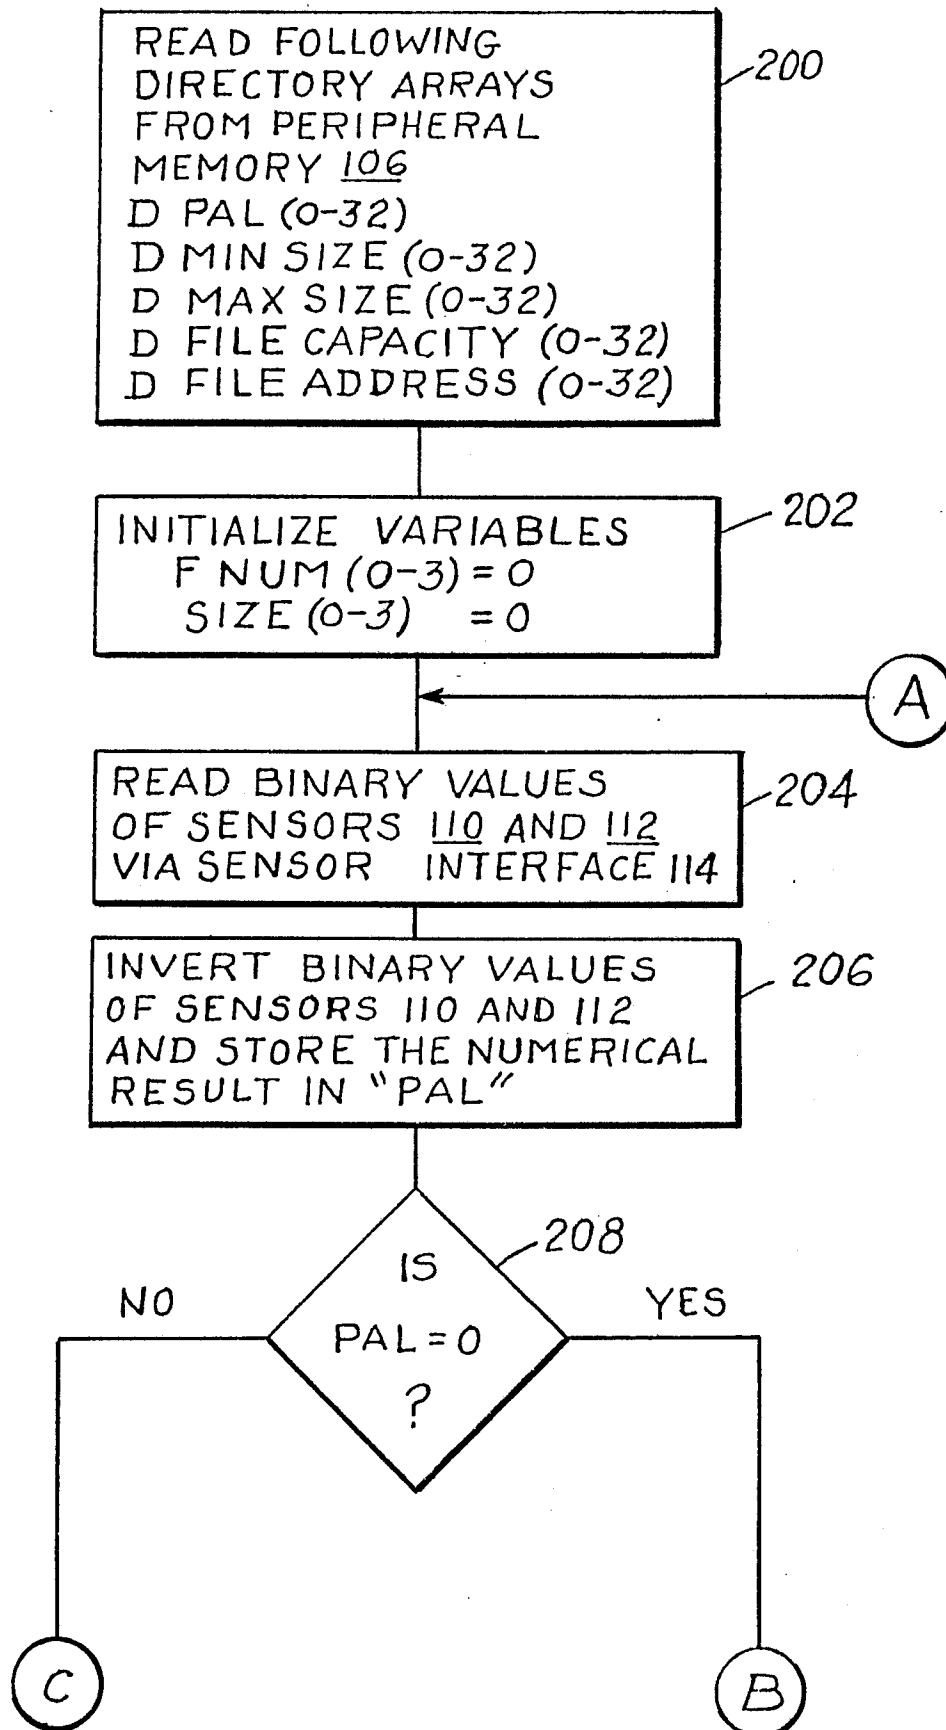 READ FOLLOWING
DIRECTORY ARRAYS
FROM PERIPHERAL
MEMORY 106
D PAL (0-32)
D MIN SIZE (0-32)
D MAX SIZE (0-32)
D FILE CAPACITY (0-32)
D FILE ADDRESS (0-32)
200
INITIALIZE VARIABLES
F NUM (0-3) = 0
SIZE (0-3) = 0
202
A
READ BINARY VALUES
OF SENSORS 110 AND 112
VIA SENSOR INTERFACE 114
204
INVERT BINARY VALUES
OF SENSORS 110 AND 112
AND STORE THE NUMERICAL
RESULT IN "PAL"
206
IS
PAL = 0
?
208
NO
YES
C
B